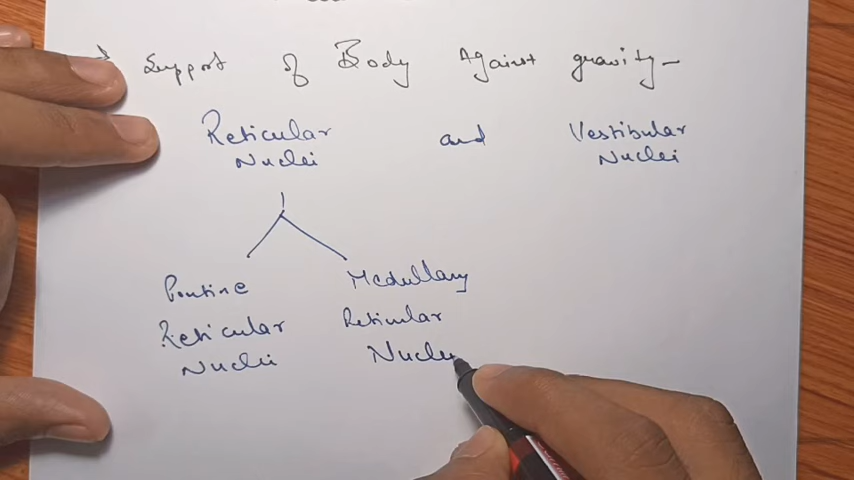 Support of Body Against gravity-
Reticular and Vestibular
Nuclei Nuclei
Pontine Medullary
Reticular Reticular
Nuclei Nuclei